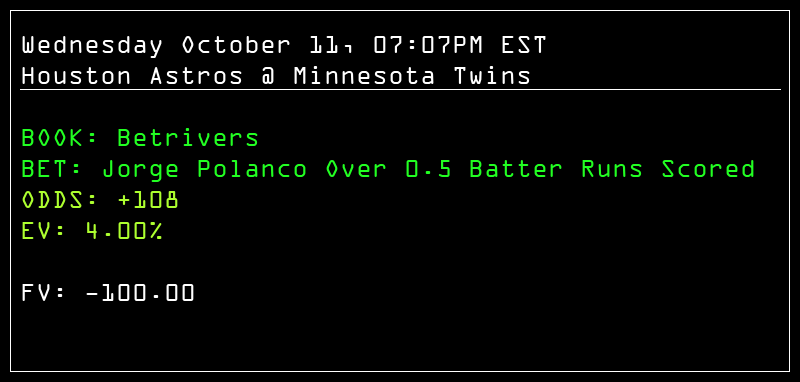 Wednesday October 11, 07:07PM EST
Houston Astros @ Minnesota Twins
BOOK: Betrivers
BET: Jorge Polanco Over 0.5 Batter Runs Scored
ODDS: +108
EV: 4.00%
FV: -100.00